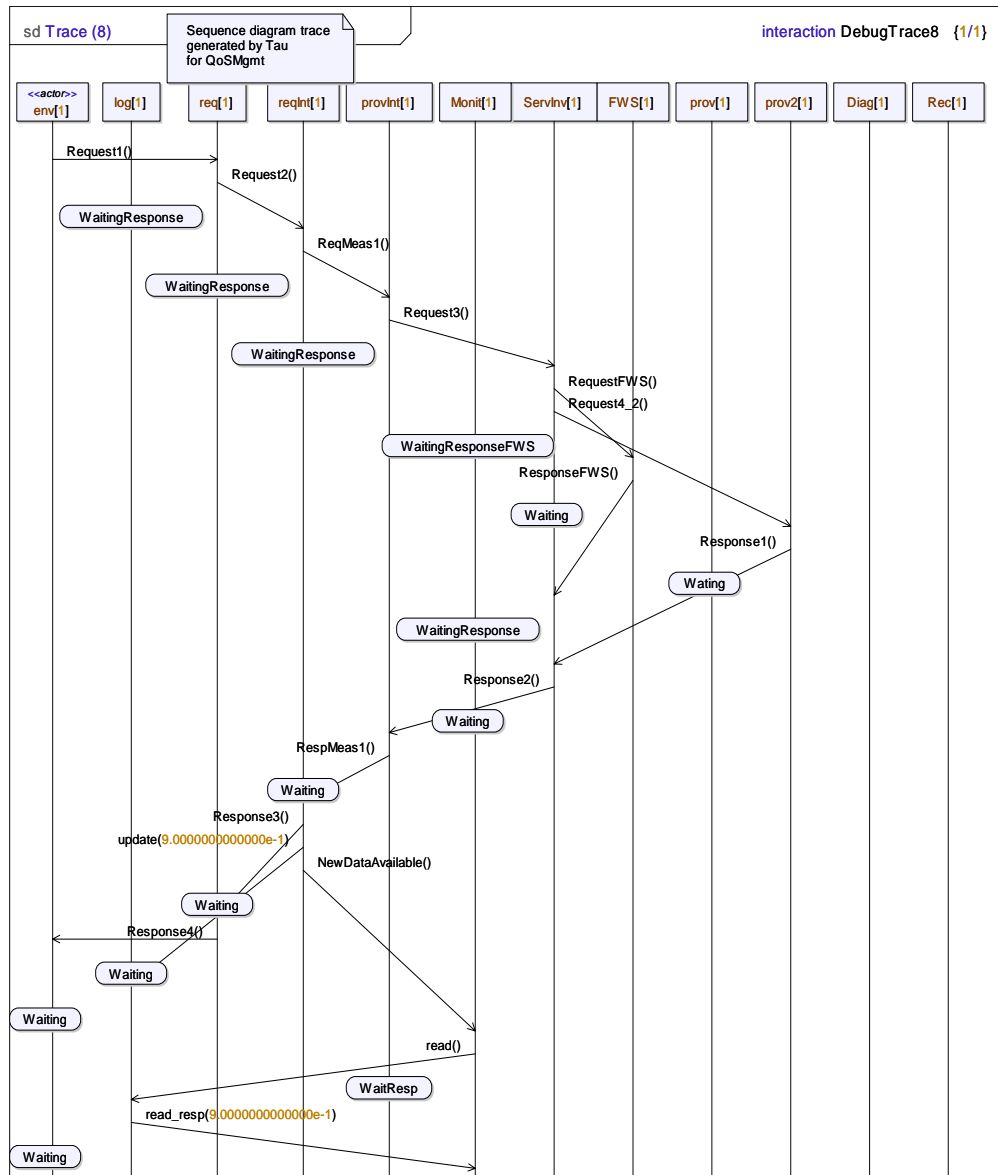 sd Trace (8)
Sequence diagram trace
generated by Tau
for QoSMgmt
interaction DebugTrace8 {1/1}
<<actor>>
env[1]
log[1]
req[1]
reqInt[1]
provInt[1]
Monit[1]
ServInv[1]
FWS[1]
prov[1]
prov2[1]
Diag[1]
Rec[1]
Request1()
Request2()
WaitingResponse
ReqMeas1()
WaitingResponse
Request3()
WaitingResponse
RequestFWS()
Request4_2()
WaitingResponseFWS
ResponseFWS()
Waiting
Response1()
Wating
WaitingResponse
Response2()
Waiting
RespMeas1()
Waiting
Response3()
update(9.0000000000000e-1)
NewDataAvailable()
Waiting
Response4()
Waiting
Waiting
read()
WaitResp
read_resp(9.0000000000000e-1)
Waiting